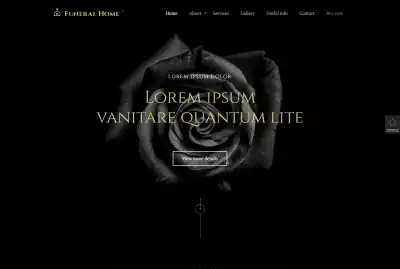 Funeral Home
Home About Services Gallery Useful Info Contact Buy now
LOREM IPSUM DOLOR
Lorem ipsum
vanitare quantum lite
View more details